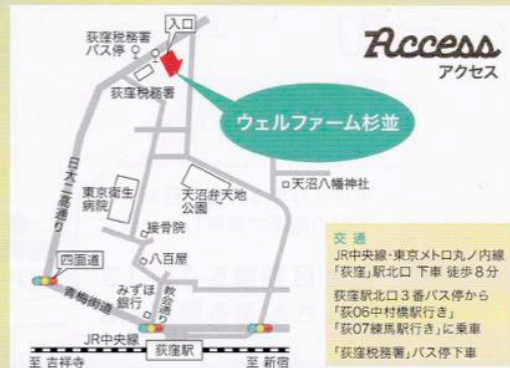 Access
アクセス
入口
荻窪税務署
バス停
荻窪税務署
ウェルファーム杉並
日大二高通り
東京衛生
病院
天沼弁天池
公園
天沼八幡神社
接骨院
八百屋
四面道
みずほ
銀行
教会通り
青梅街道
JR中央線
荻窪駅
至 吉祥寺
至 新宿
交 通
JR中央線・東京メトロ丸ノ内線
「荻窪」駅北口 下車 徒歩8分
荻窪駅北口3番バス停から
「荻06中村橋駅行き」
「荻07練馬駅行き」に乗車
「荻窪税務署」バス停下車